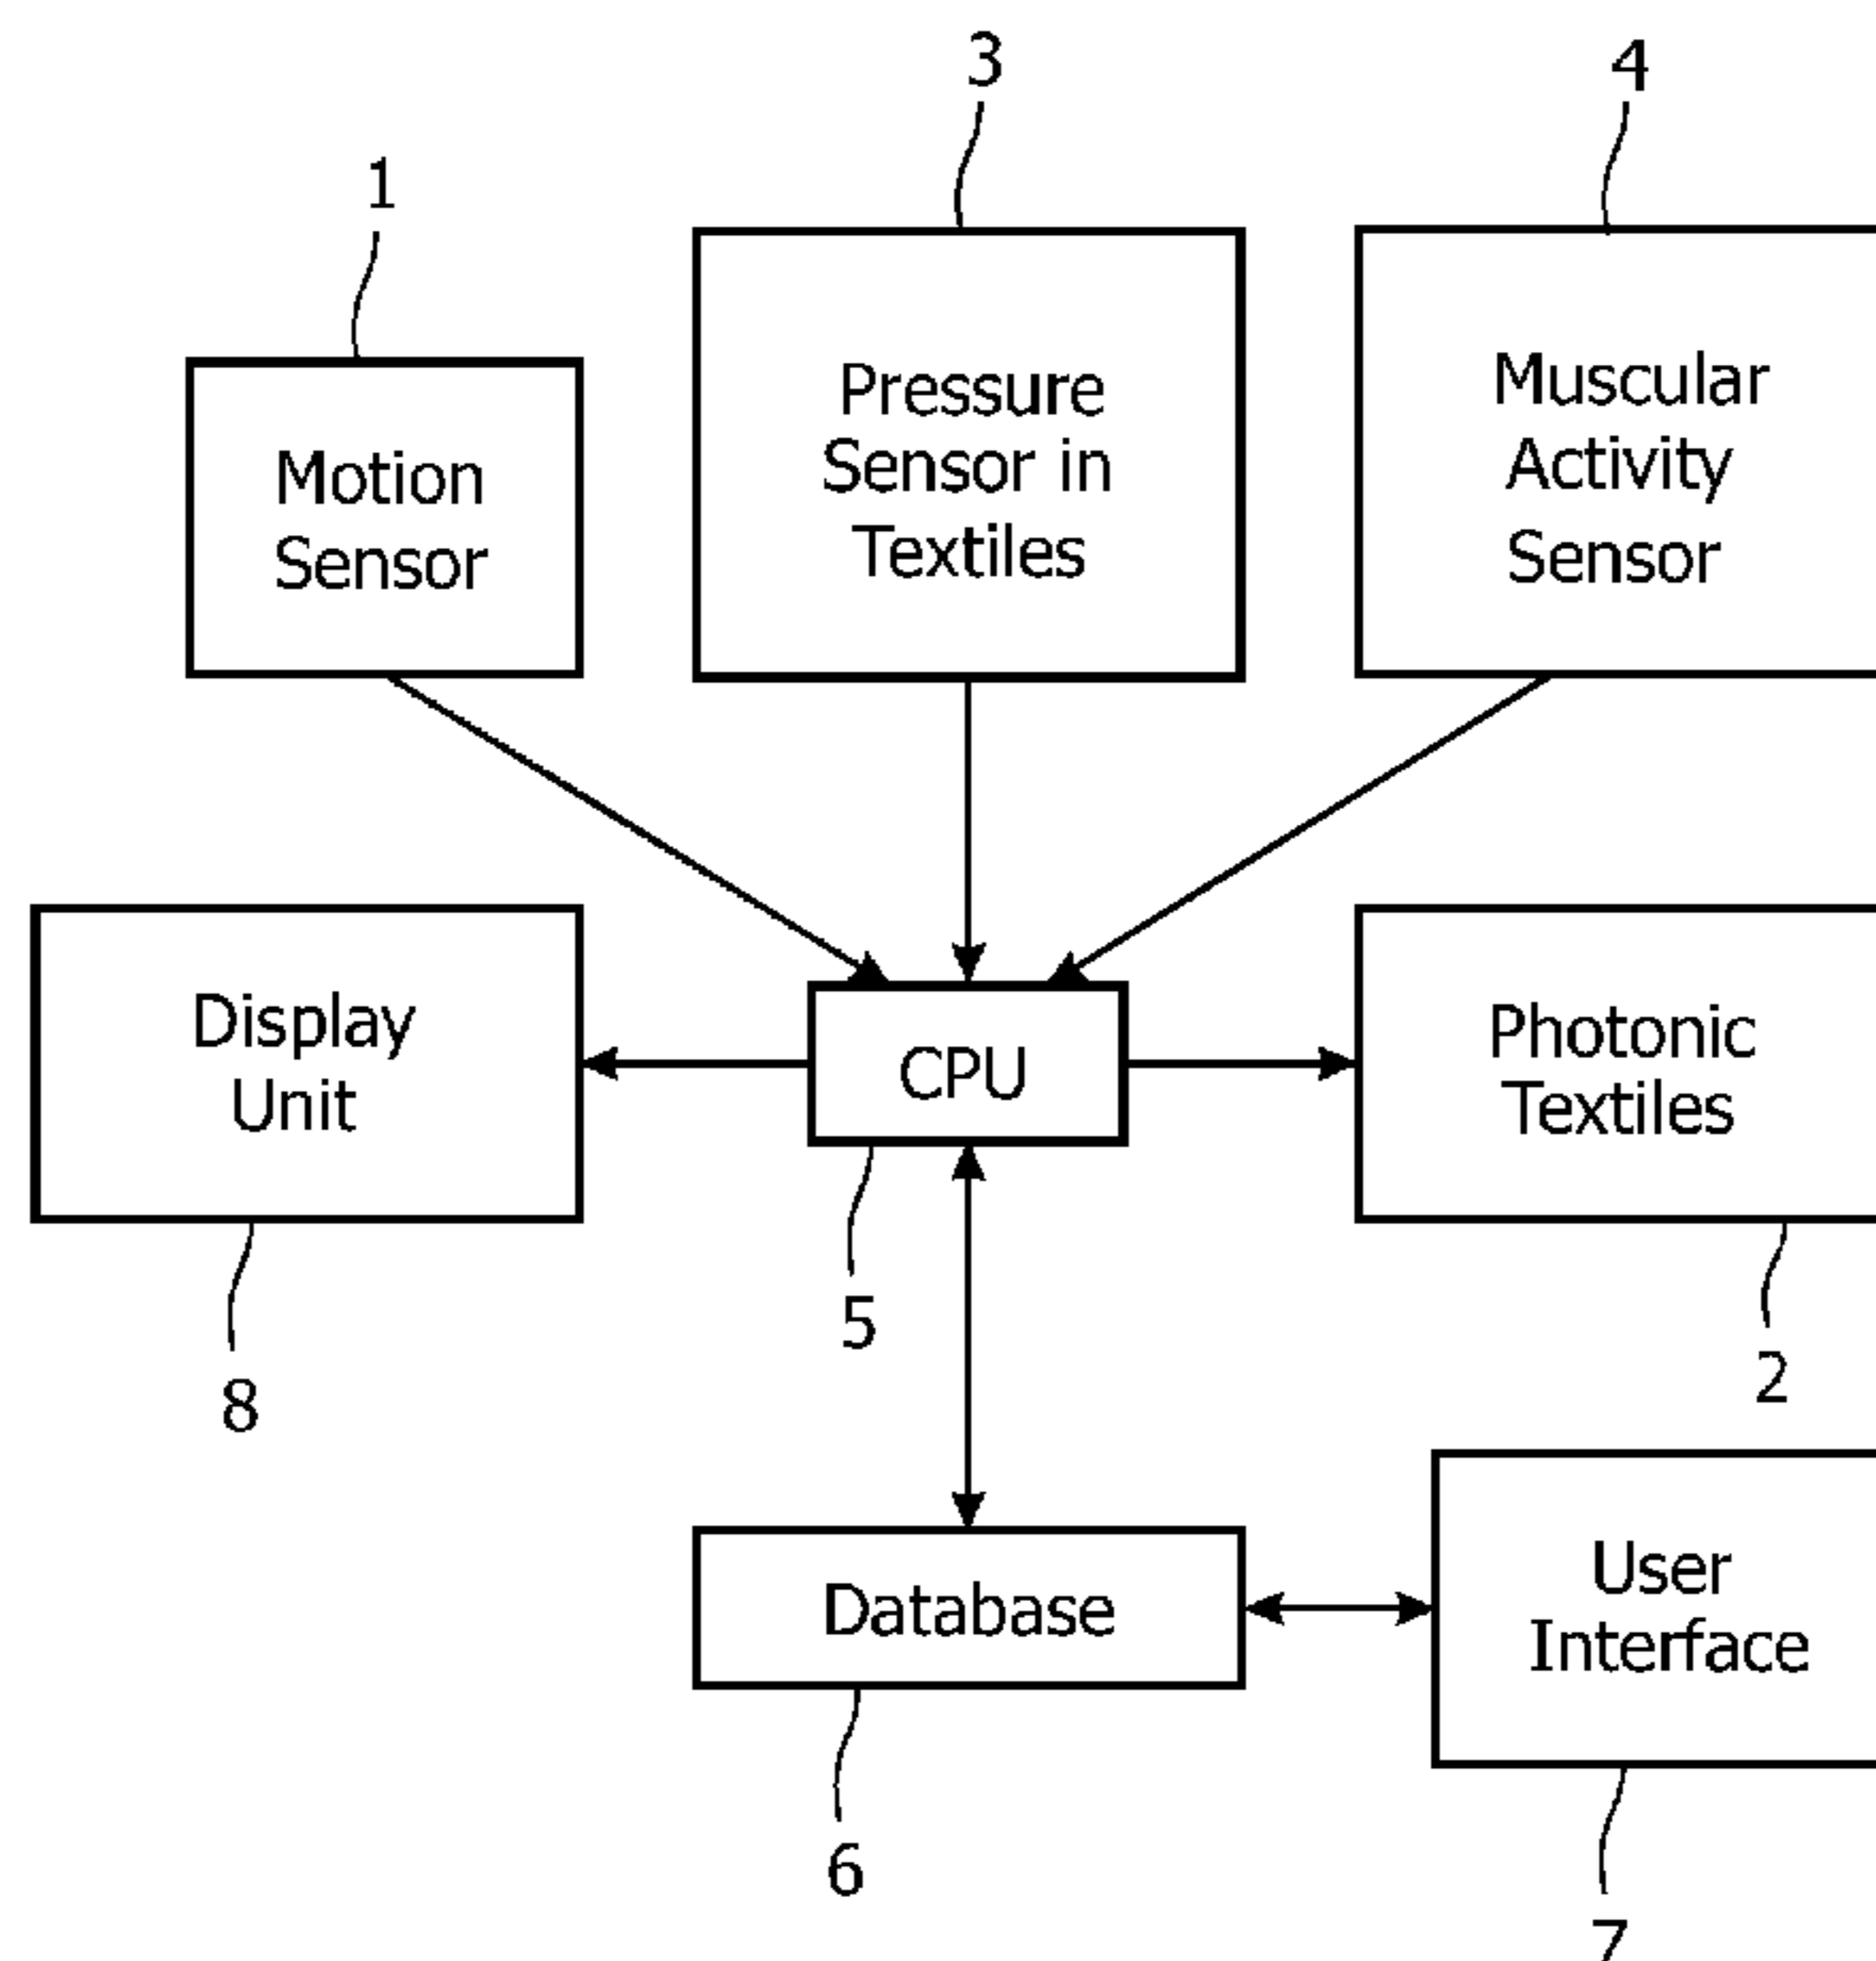 3
4
1
Motion
Sensor
Pressure
Sensor in
Textiles
Muscular
Activity
Sensor
Display
Unit
CPU
Photonic
Textiles
5
8
2
Database
User
Interface
6
7